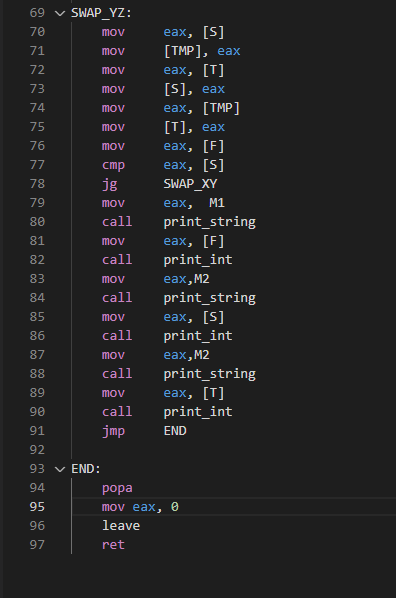 69 SWAP_YZ:
70 mov eax, [S]
71 mov [TMP], eax
72 mov eax, [T]
73 mov [S], eax
74 mov eax, [TMP]
75 mov [T], eax
76 mov eax, [F]
77 cmp eax, [S]
78 jg SWAP_XY
79 mov eax, M1
80 call print_string
81 mov eax, [F]
82 call print_int
83 mov eax,M2
84 call print_string
85 mov eax, [S]
86 call print_int
87 mov eax,M2
88 call print_string
89 mov eax, [T]
90 call print_int
91 jmp END
92
93 END:
94 popa
95 mov eax, 0
96 leave
97 ret